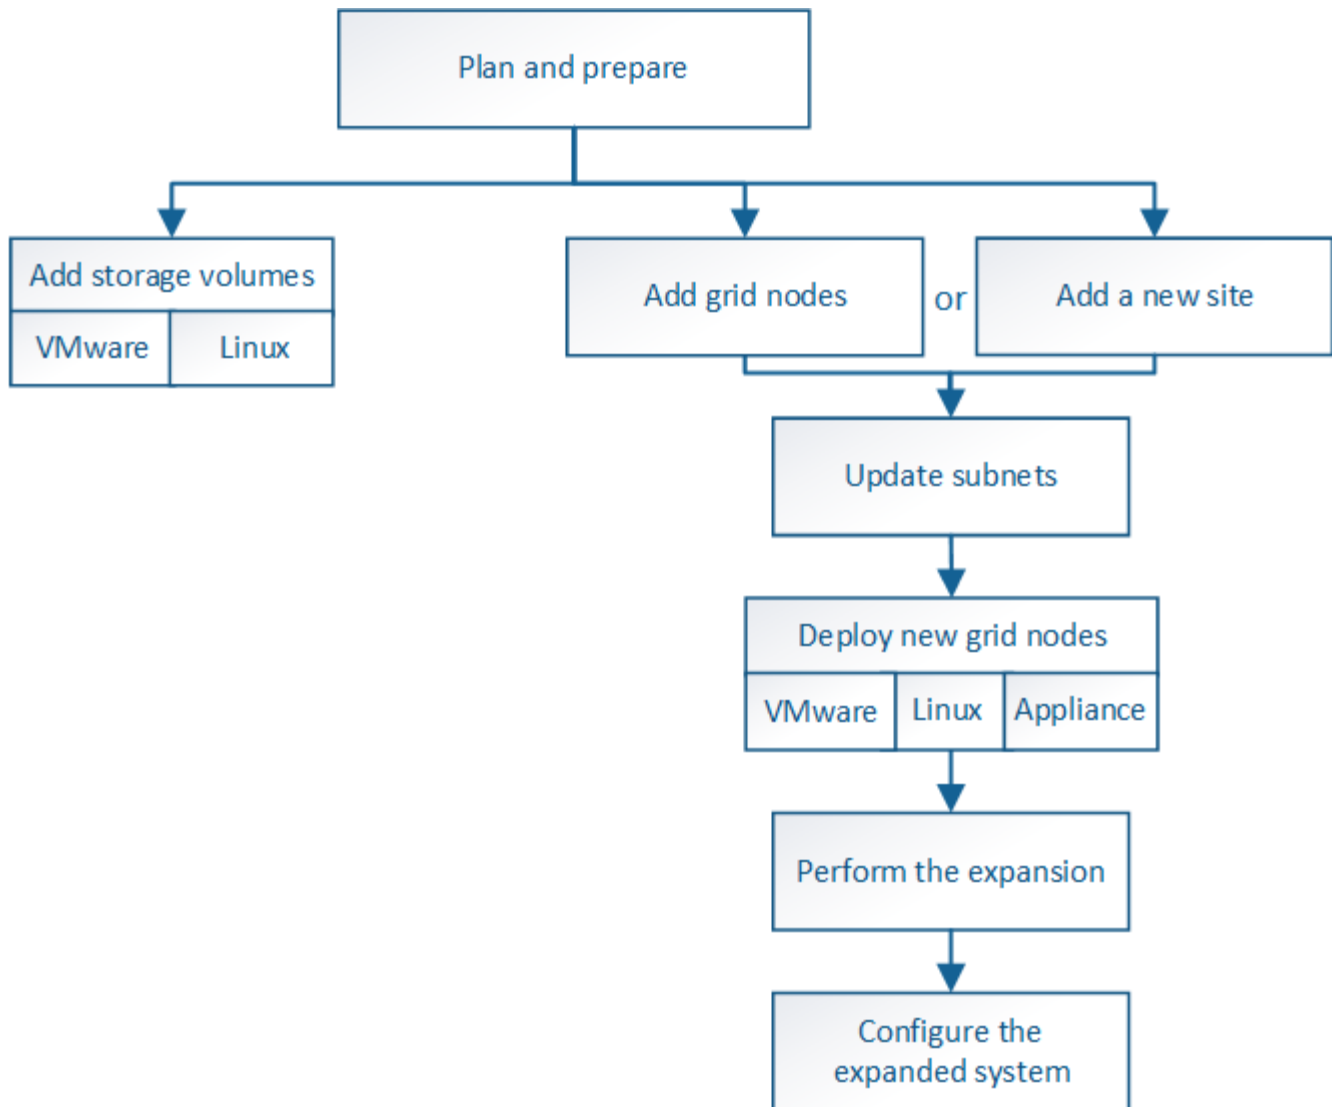 Plan and prepare
Add storage volumes
VMware
Linux
Add grid nodes
or
Add a new site
Update subnets
Deploy new grid nodes
VMware
Linux
Appliance
Perform the expansion
Configure the
expanded system